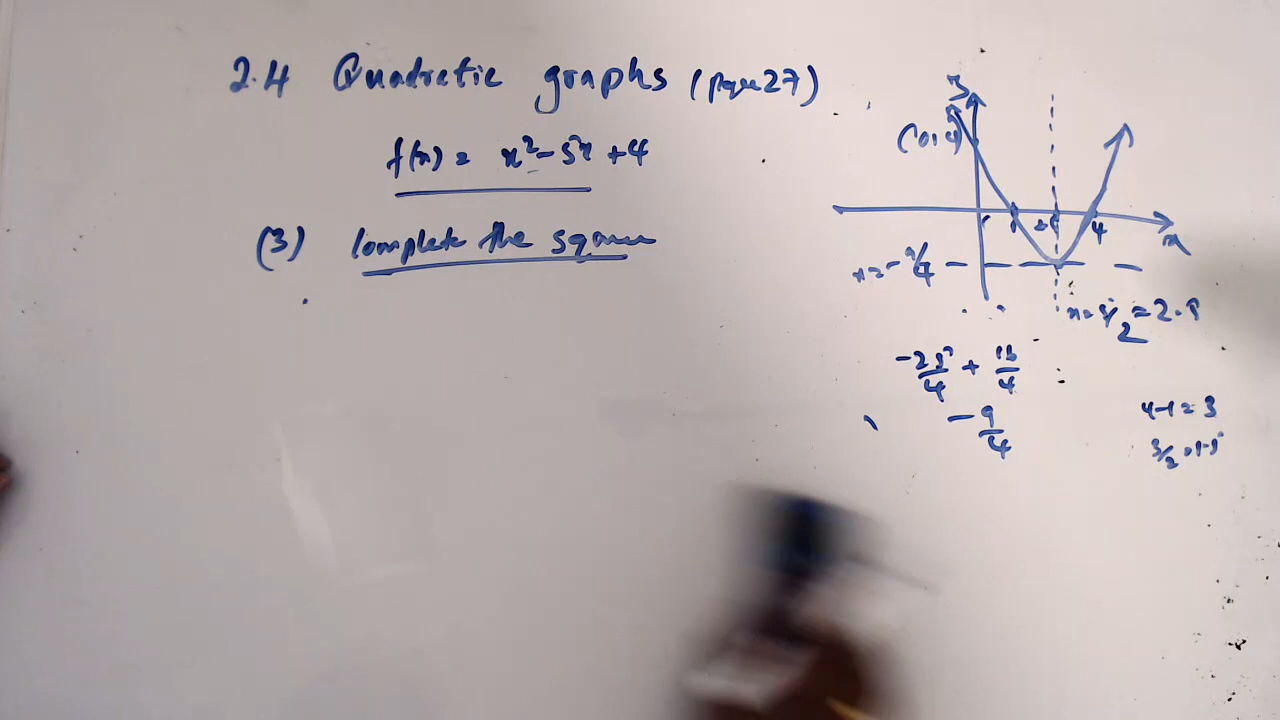 2.4 Quadratic graphs (page 27)
f(x) = x² - 5x + 4
(3) Complete the square
y
(0, 4)
1 2.5 4
x
x = -9/4
x = 5/2 = 2.5
-25/4 + 16/4
-9/4
4-1 = 3
3/2 = 1.5